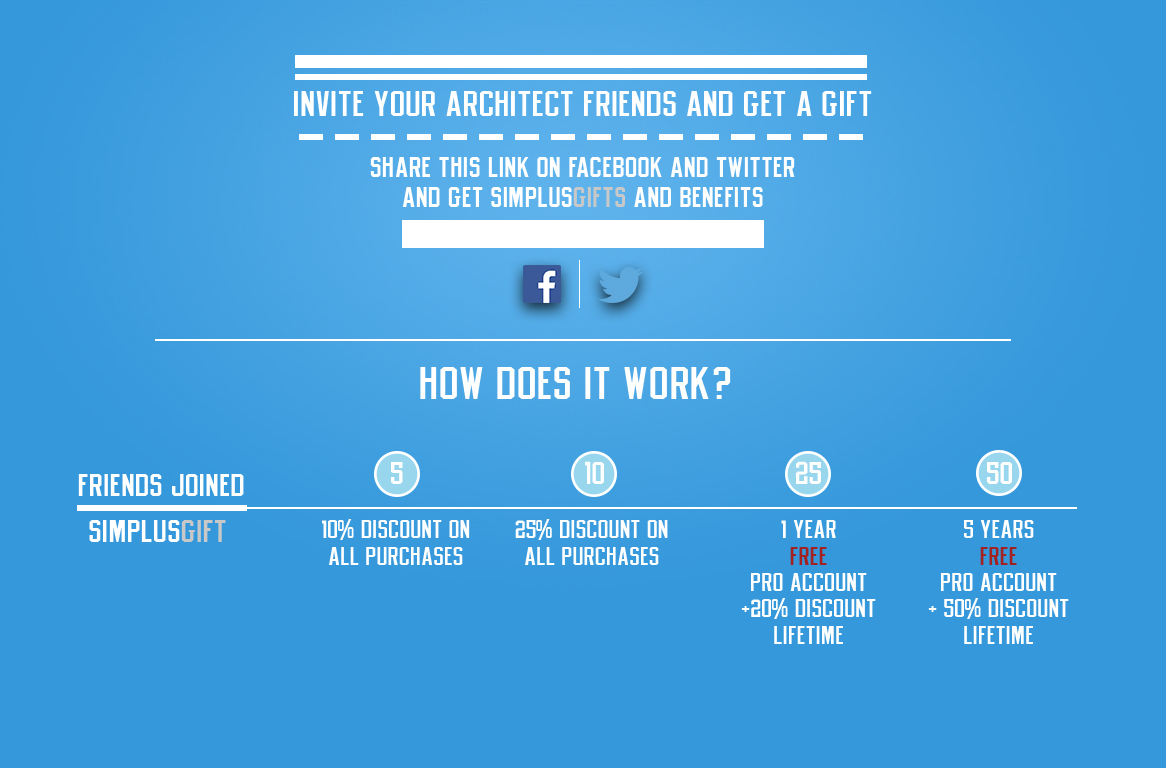 INVITE YOUR ARCHITECT FRIENDS AND GET A GIFT
SHARE THIS LINK ON FACEBOOK AND TWITTER
AND GET SIMPLUSGIFTS AND BENEFITS
f
HOW DOES IT WORK?
FRIENDS JOINED
5
10
25
50
SIMPLUSGIFT
10% DISCOUNT ON
ALL PURCHASES
25% DISCOUNT ON
ALL PURCHASES
1 YEAR
FREE
PRO ACCOUNT
+20% DISCOUNT
LIFETIME
5 YEARS
FREE
PRO ACCOUNT
+ 50% DISCOUNT
LIFETIME